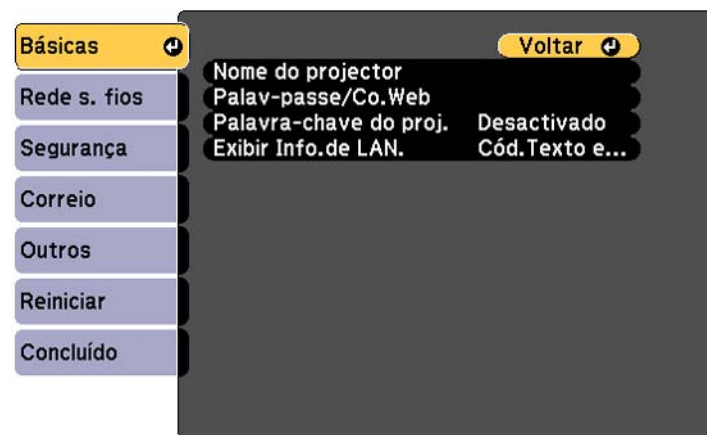 Básicas
Rede s. fios
Segurança
Correio
Outros
Reiniciar
Concluído
Voltar
Nome do projector
Palav-passe/Co.Web
Palavra-chave do proj. Desactivado
Exibir Info.de LAN. Cód.Texto e...